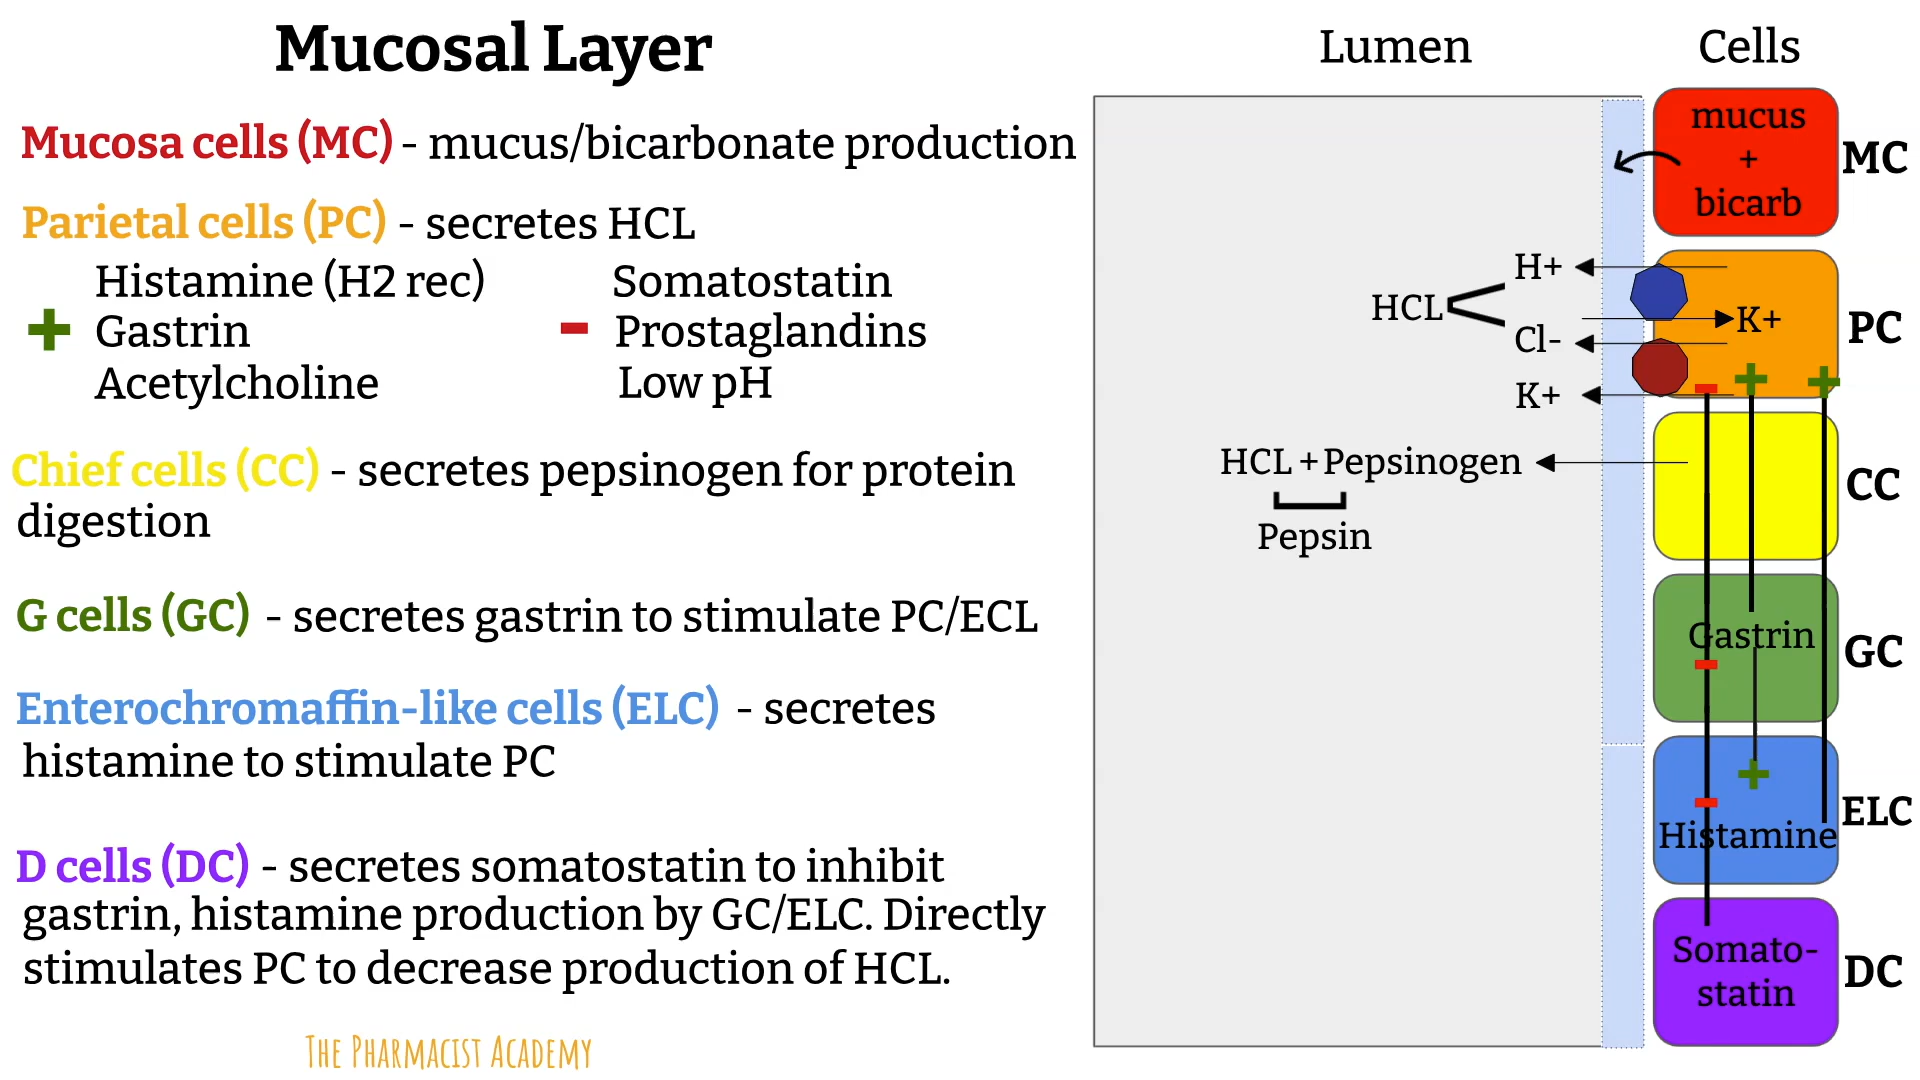 Mucosal Layer
Mucosa cells (MC) - mucus/bicarbonate production
Parietal cells (PC) - secretes HCL
Histamine (H2 rec)
Gastrin
Acetylcholine
Somatostatin
Prostaglandins
Low pH
Chief cells (CC) - secretes pepsinogen for protein
digestion
G cells (GC) - secretes gastrin to stimulate PC/ECL
Enterochromaffin-like cells (ELC) - secretes
histamine to stimulate PC
D cells (DC) - secretes somatostatin to inhibit
gastrin, histamine production by GC/ELC. Directly
stimulates PC to decrease production of HCL.
THE PHARMACIST ACADEMY
Lumen
Cells
mucus
+
bicarb
MC
H+
HCL
K+
Cl-
K+
PC
HCL + Pepsinogen
Pepsin
CC
Gastrin
GC
Histamine
ELC
Somato-
statin
DC